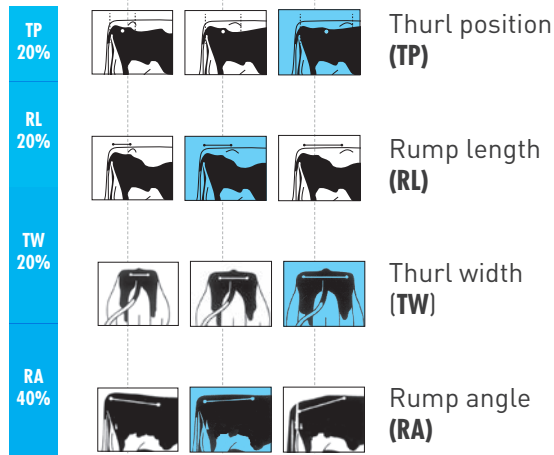 TP
20%
Thurl position
(TP)
RL
20%
Rump length
(RL)
TW
20%
Thurl width
(TW)
RA
40%
Rump angle
(RA)